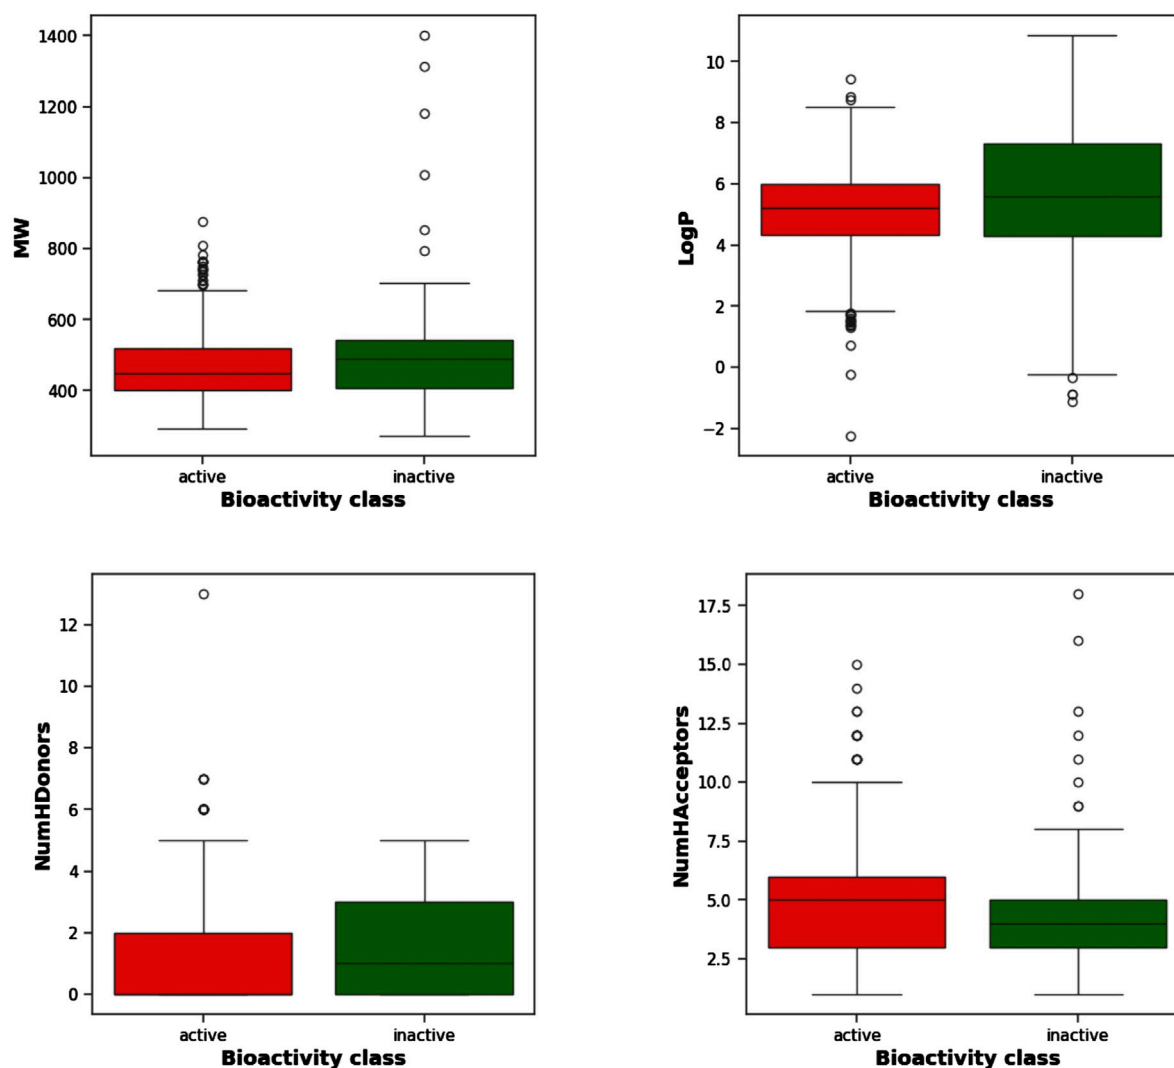 1400
1200
1000
800
600
400
MW
active
inactive
Bioactivity class
10
8
6
4
2
0
−2
LogP
active
inactive
Bioactivity class
12
10
8
6
4
2
0
NumHDonors
active
inactive
Bioactivity class
17.5
15.0
12.5
10.0
7.5
5.0
2.5
NumHAcceptors
active
inactive
Bioactivity class